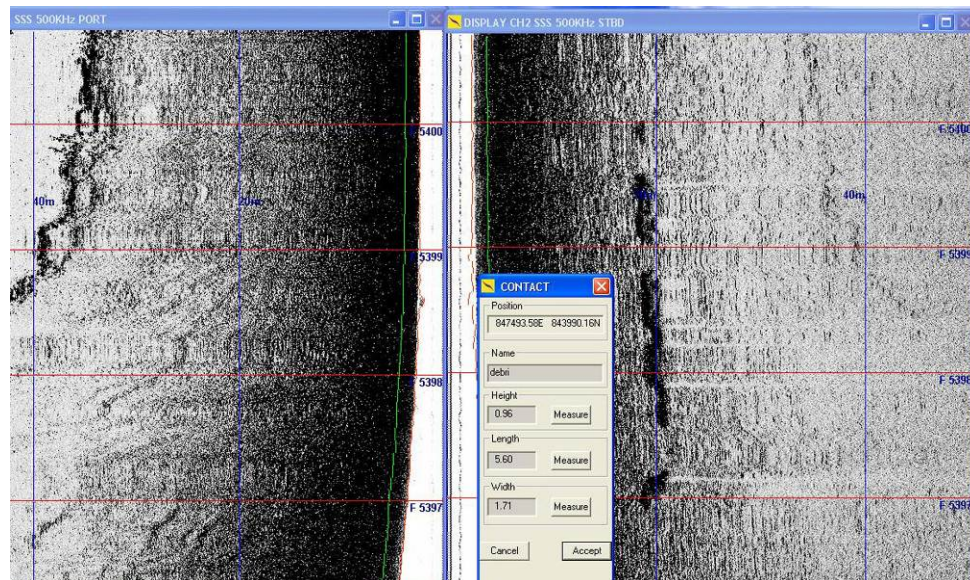 SSS 500KHz PORT
DISPLAY CH2 SSS 500KHz STBD
F 5400
F 5400
40m
20m
40m
F 5399
F 5399
CONTACT
Position
847493.58E 843990.16N
Name
debri
Height
0.96
Measure
F 5398
F 5398
Length
5.60
Measure
Width
1.71
Measure
F 5397
F 5397
Cancel
Accept